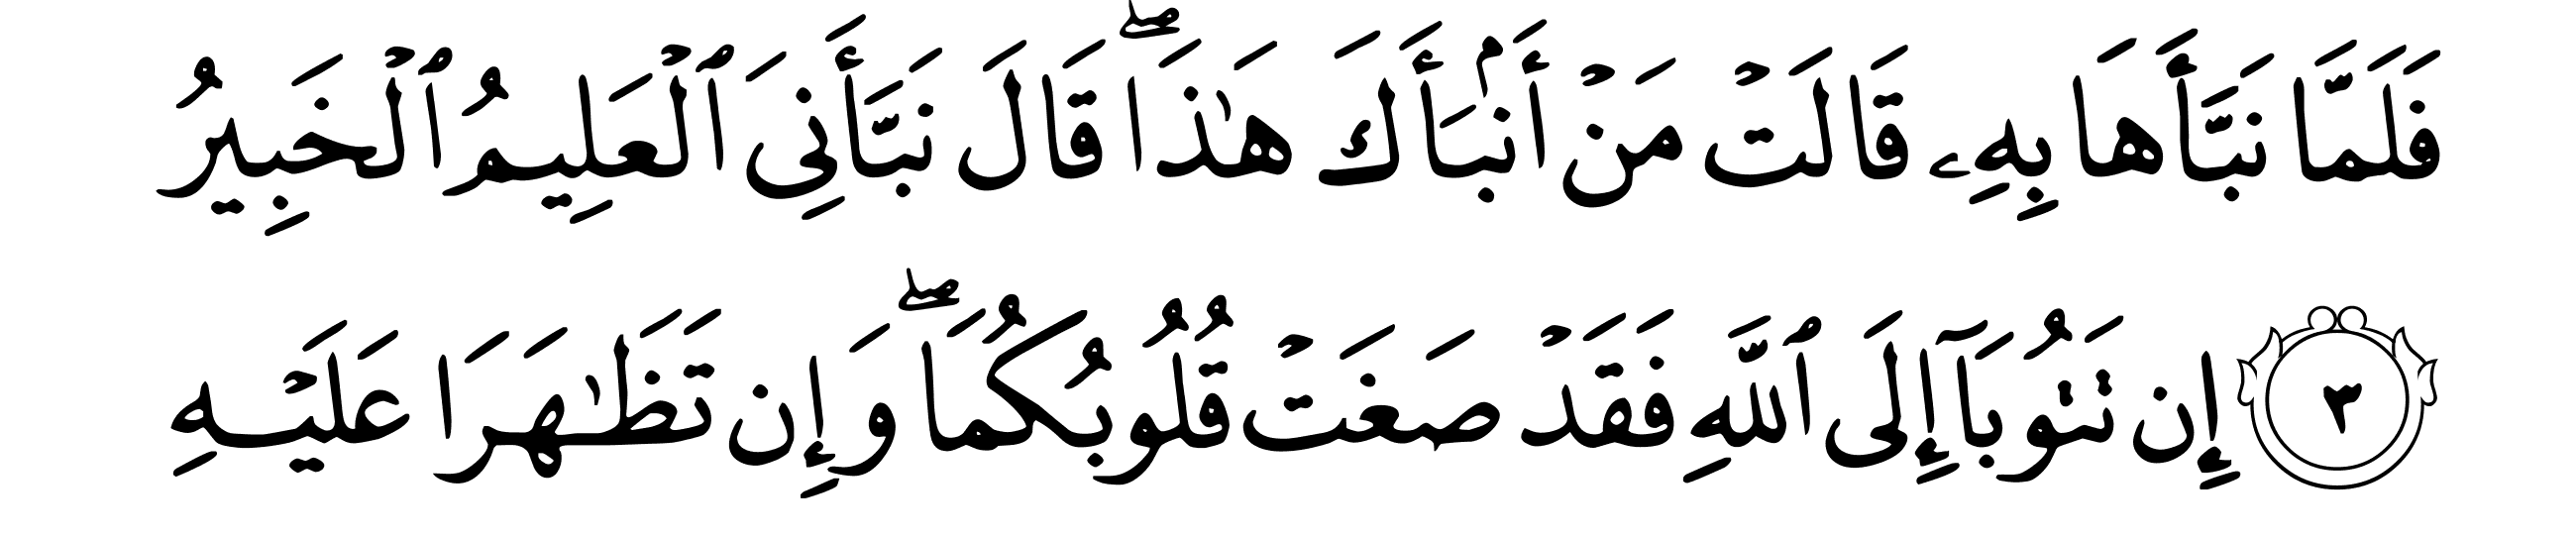 فَلَمَّا نَبَّأَهَا بِهِۦ قَالَتْ مَنْ أَنۢبَأَكَ هَـٰذَا ۖ قَالَ نَبَّأَنِىَ ٱلْعَلِيمُ ٱلْخَبِيرُ
٣ إِن تَتُوبَآ إِلَى ٱللَّهِ فَقَدْ صَغَتْ قُلُوبُكُمَا ۖ وَإِن تَظَـٰهَرَا عَلَيْهِ